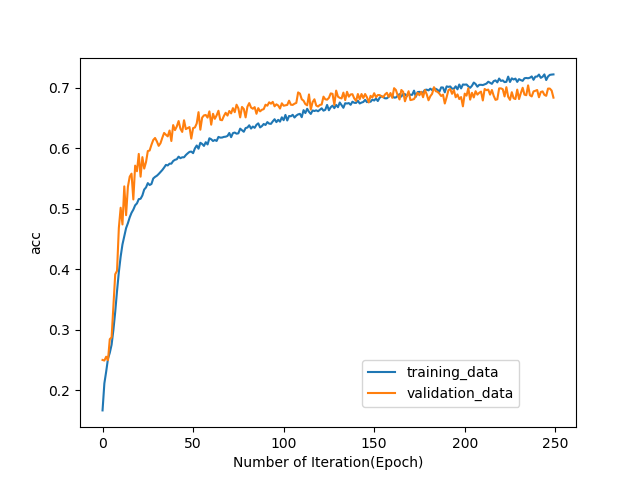 0.7
0.6
0.5
0.4
0.3
0.2
acc
training_data
validation_data
0 50 100 150 200 250
Number of Iteration(Epoch)